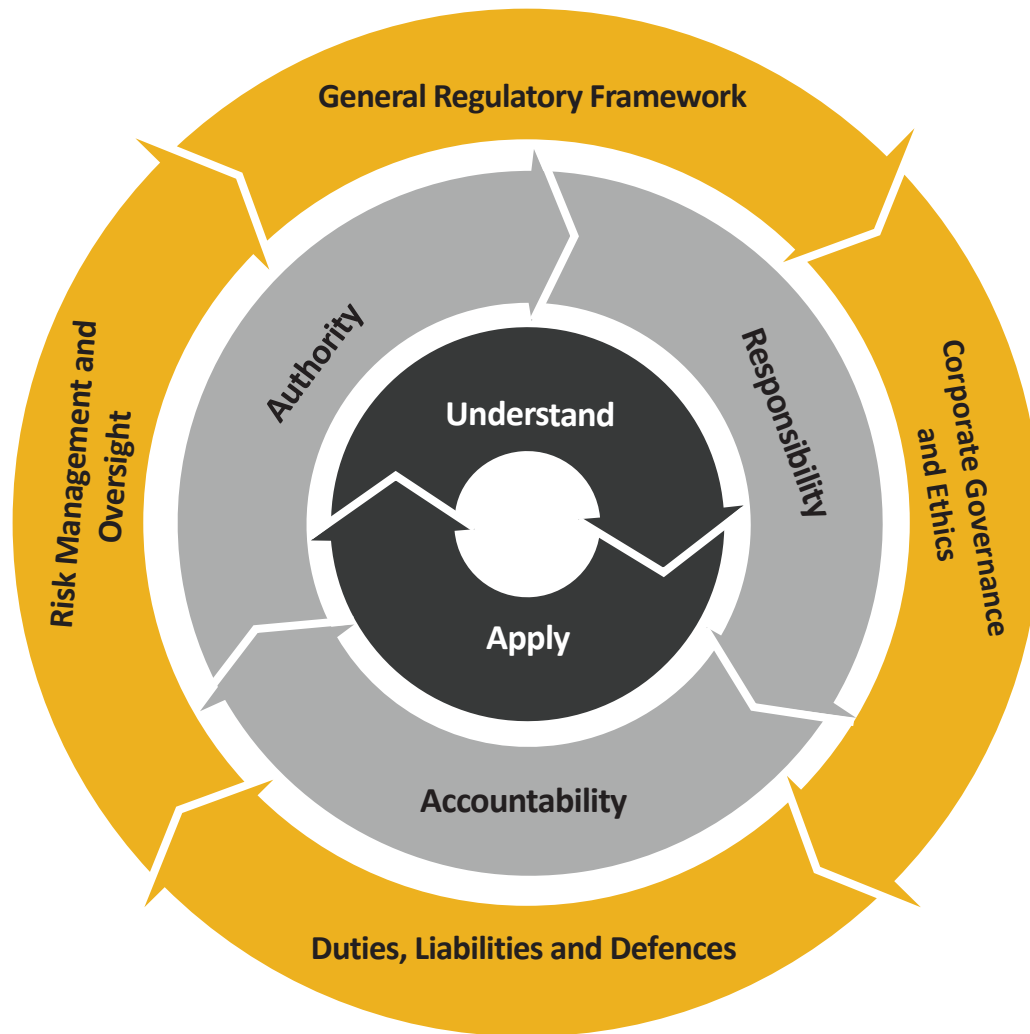 General Regulatory Framework
Corporate Governance
and Ethics
Duties, Liabilities and Defences
Risk Management and
Oversight
Authority
Responsibility
Accountability
Understand
Apply